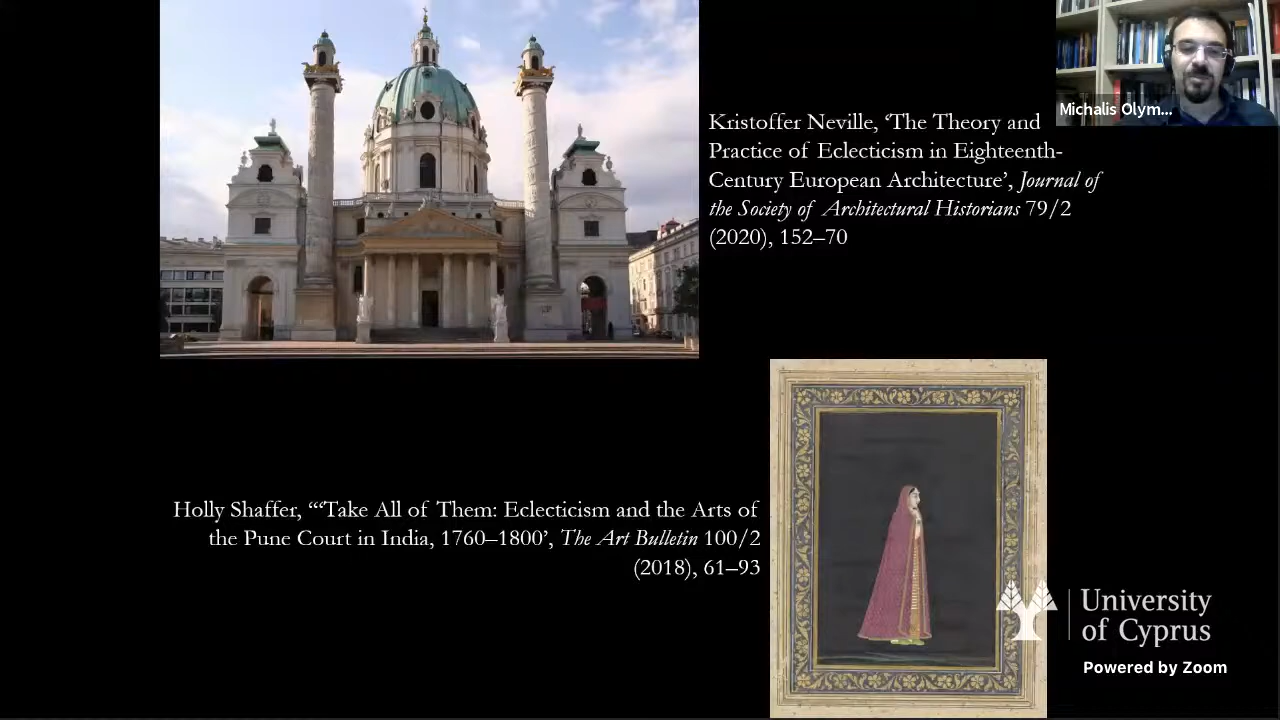 Michalis Olym...
Kristoffer Neville, ‘The Theory and
Practice of Eclecticism in Eighteenth-
Century European Architecture’, Journal of
the Society of Architectural Historians 79/2
(2020), 152–70
Holly Shaffer, “‘Take All of Them: Eclecticism and the Arts of
the Pune Court in India, 1760–1800’, The Art Bulletin 100/2
(2018), 61–93
University
of Cyprus
Powered by Zoom